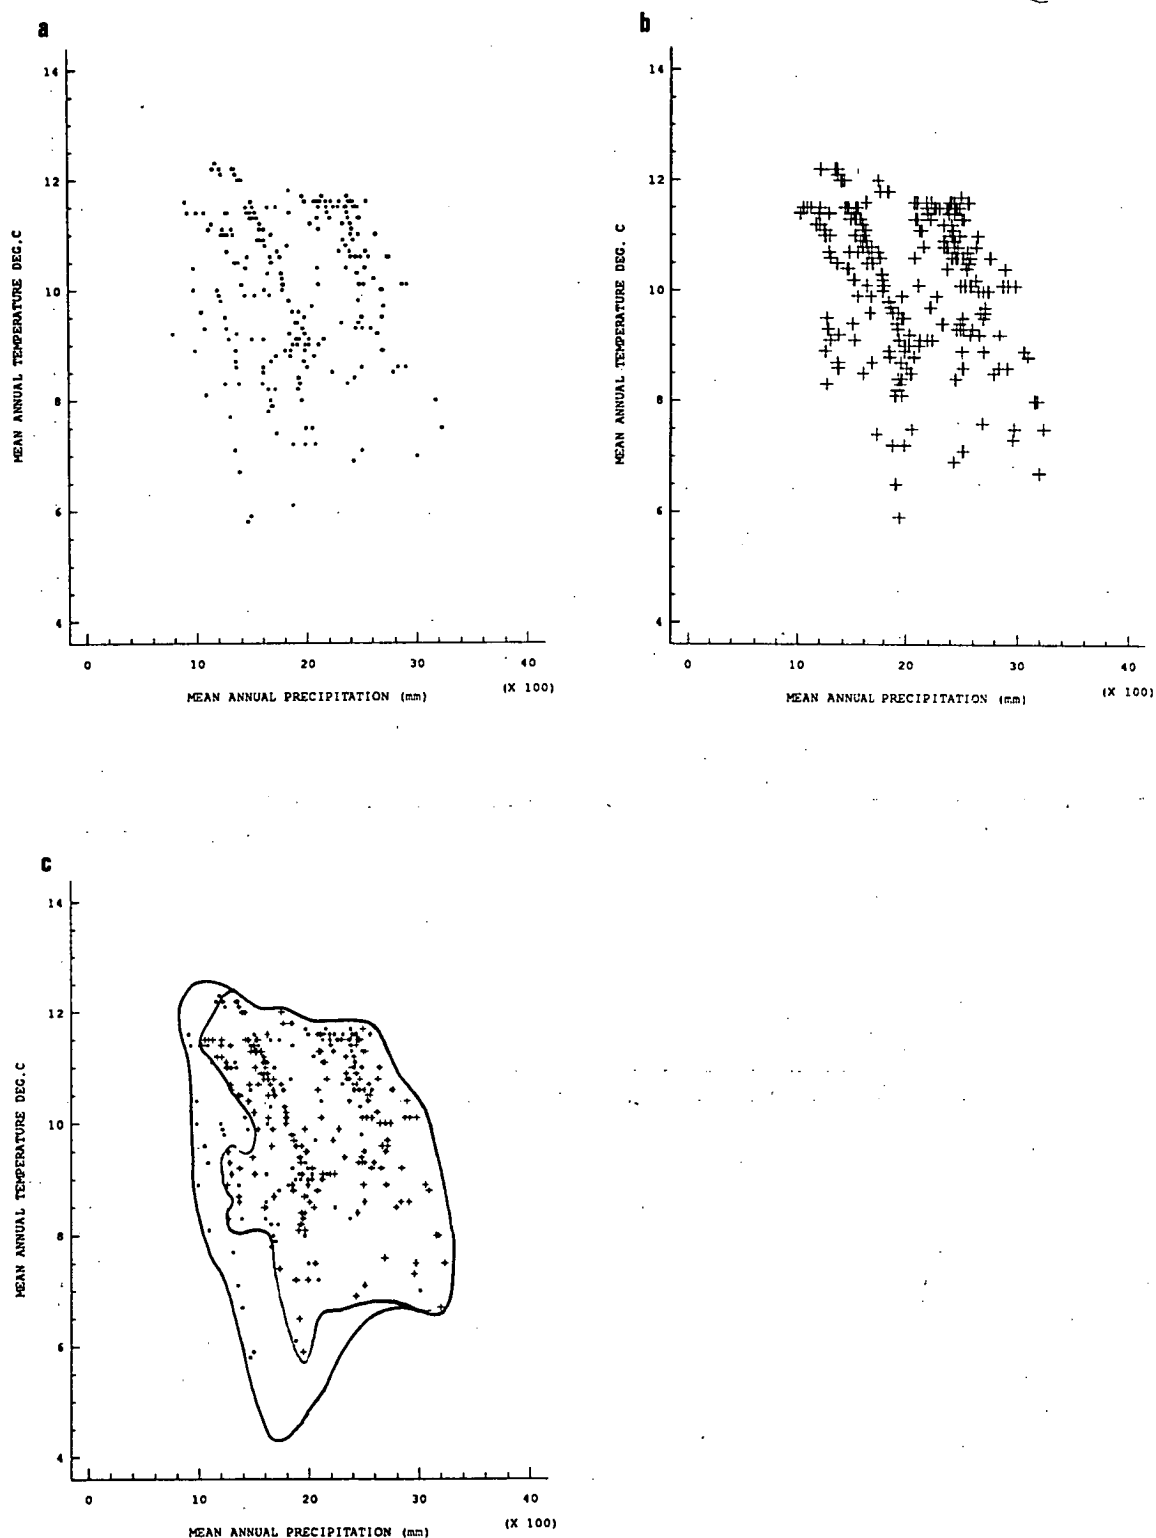 a
14
12
10
8
6
4
MEAN ANNUAL TEMPERATURE DEG.C
0 10 20 30 40
MEAN ANNUAL PRECIPITATION (mm) (X 100)
b
14
12
10
8
6
4
MEAN ANNUAL TEMPERATURE DEG. C
0 10 20 30 40
MEAN ANNUAL PRECIPITATION (mm) (X 100)
c
14
12
10
8
6
4
MEAN ANNUAL TEMPERATURE DEG.C
0 10 20 30 40
MEAN ANNUAL PRECIPITATION (mm) (X 100)